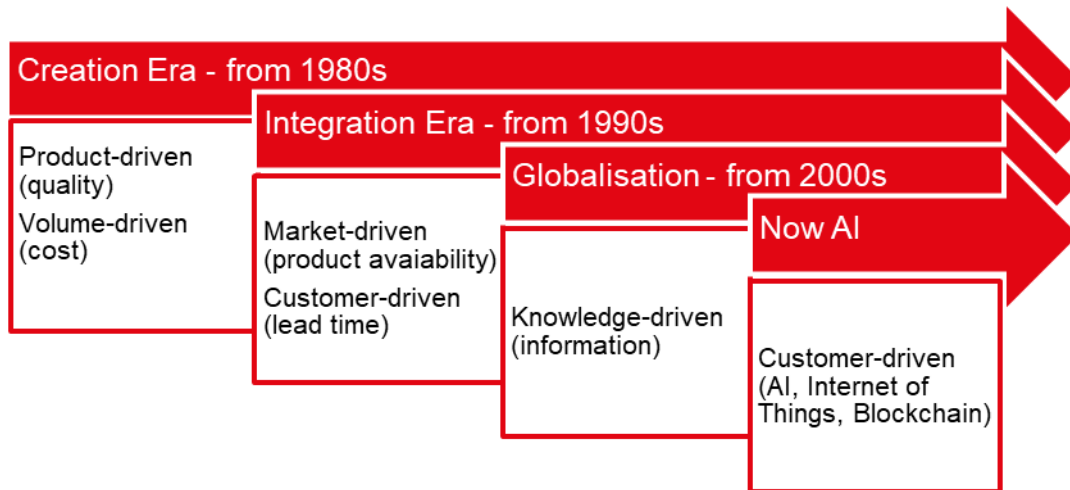 Creation Era - from 1980s
Product-driven
(quality)
Volume-driven
(cost)
Integration Era - from 1990s
Market-driven
(product avaiability)
Customer-driven
(lead time)
Globalisation - from 2000s
Knowledge-driven
(information)
Now AI
Customer-driven
(AI, Internet of
Things, Blockchain)